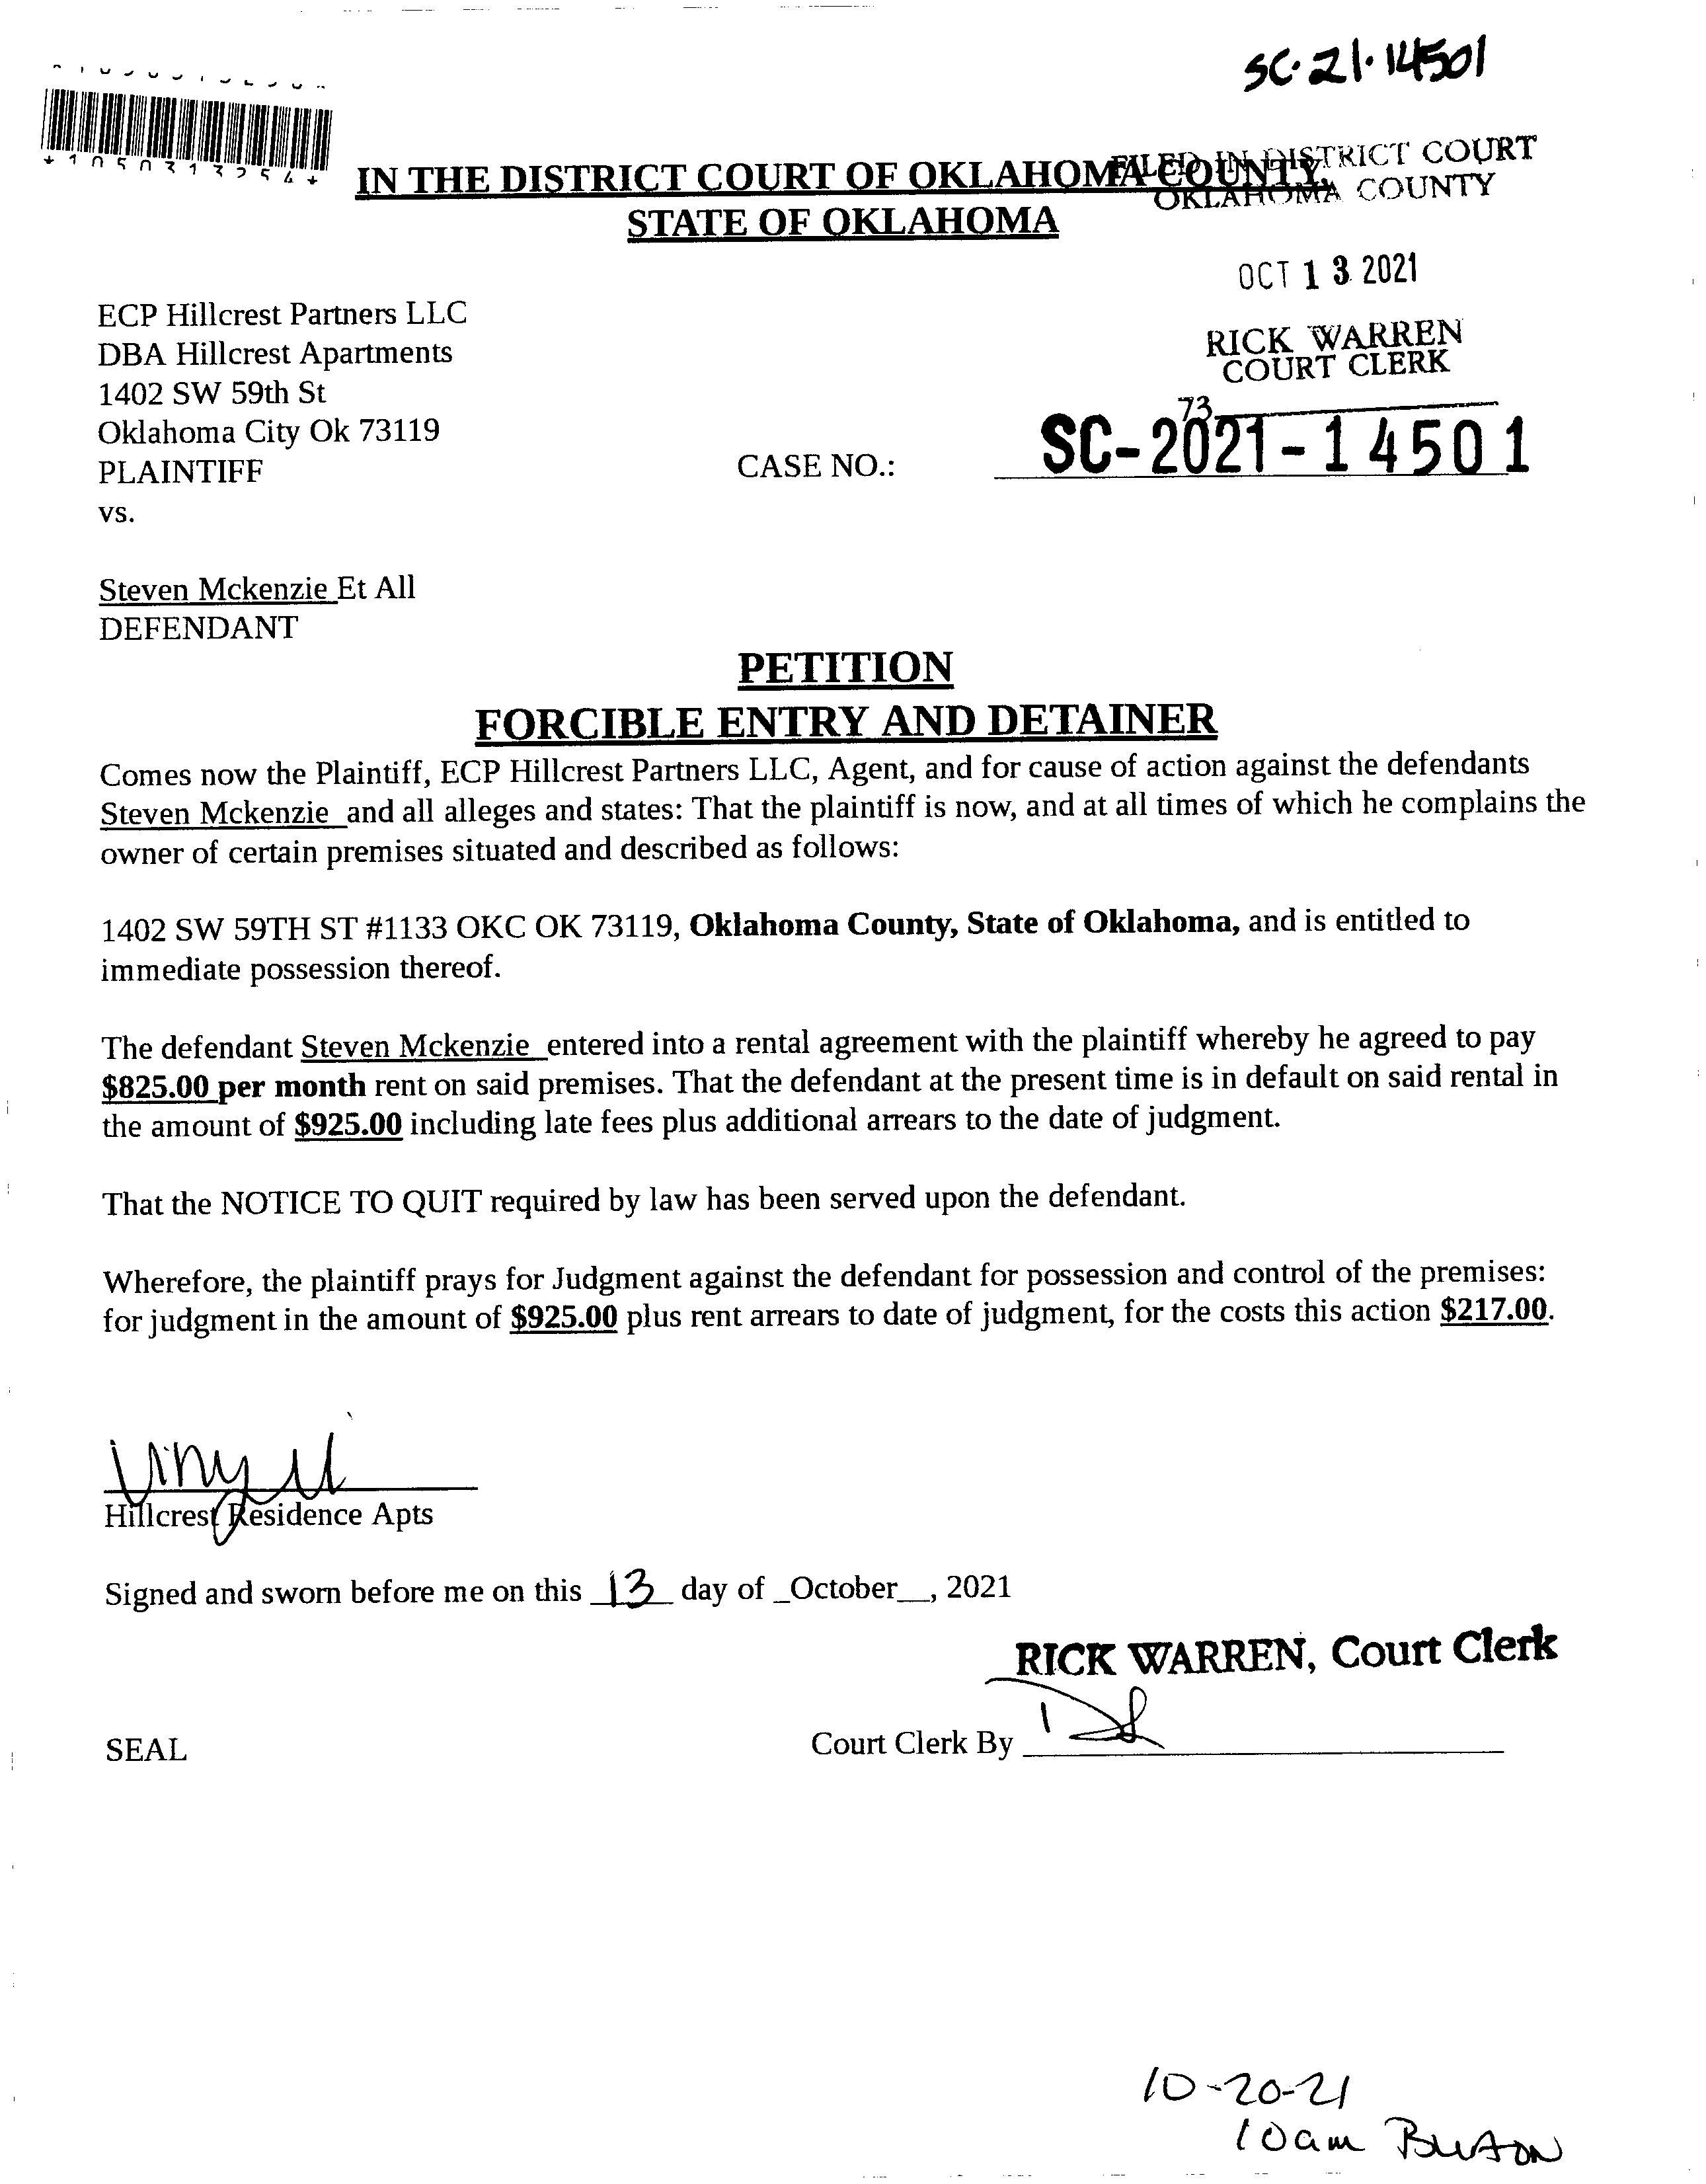 SC-21-14501
*1050313254*
IN THE DISTRICT COURT OF OKLAHOMA COUNTY,
STATE OF OKLAHOMA
FILED IN DISTRICT COURT
OKLAHOMA COUNTY
OCT 13 2021
RICK WARREN
COURT CLERK
73
ECP Hillcrest Partners LLC
DBA Hillcrest Apartments
1402 SW 59th St
Oklahoma City Ok 73119
PLAINTIFF
CASE NO.: SC-2021-14501
vs.
Steven Mckenzie Et All
DEFENDANT
PETITION
FORCIBLE ENTRY AND DETAINER
Comes now the Plaintiff, ECP Hillcrest Partners LLC, Agent, and for cause of action against the defendants
Steven Mckenzie and all alleges and states: That the plaintiff is now, and at all times of which he complains the
owner of certain premises situated and described as follows:
1402 SW 59TH ST #1133 OKC OK 73119, Oklahoma County, State of Oklahoma, and is entitled to
immediate possession thereof.
The defendant Steven Mckenzie entered into a rental agreement with the plaintiff whereby he agreed to pay
$825.00 per month rent on said premises. That the defendant at the present time is in default on said rental in
the amount of $925.00 including late fees plus additional arrears to the date of judgment.
That the NOTICE TO QUIT required by law has been served upon the defendant.
Wherefore, the plaintiff prays for Judgment against the defendant for possession and control of the premises:
for judgment in the amount of $925.00 plus rent arrears to date of judgment, for the costs this action $217.00.
Hillcrest Residence Apts
Signed and sworn before me on this 13 day of _October__, 2021
RICK WARREN, Court Clerk
SEAL
Court Clerk By
10-20-21
10am